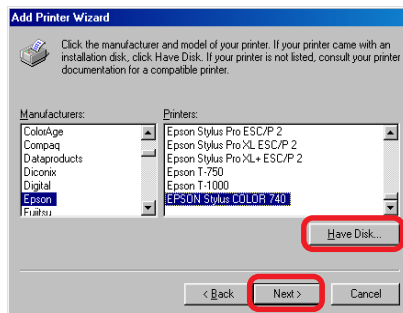 Add Printer Wizard
Click the manufacturer and model of your printer. If your printer came with an
installation disk, click Have Disk. If your printer is not listed, consult your printer
documentation for a compatible printer.
Manufacturers:
ColorAge
Compaq
Dataproducts
Diconix
Digital
Epson
Fujitsu
Printers:
Epson Stylus Pro ESC/P 2
Epson Stylus Pro XL ESC/P 2
Epson Stylus Pro XL+ ESC/P 2
Epson T-750
Epson T-1000
EPSON Stylus COLOR 740
Have Disk...
< Back
Next >
Cancel